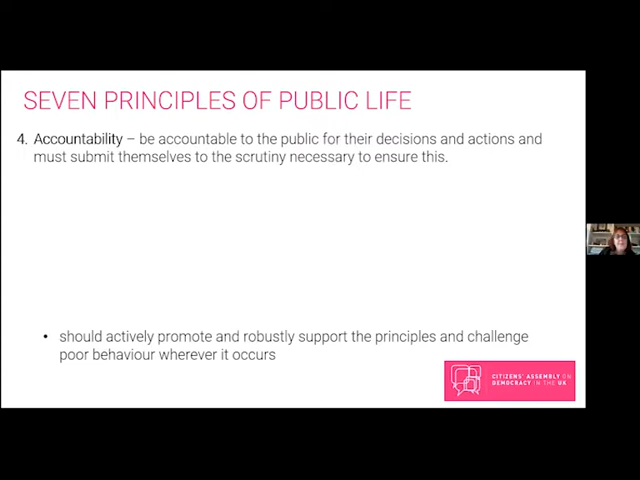 SEVEN PRINCIPLES OF PUBLIC LIFE
4. Accountability – be accountable to the public for their decisions and actions and
must submit themselves to the scrutiny necessary to ensure this.
• should actively promote and robustly support the principles and challenge
poor behaviour wherever it occurs
CITIZENS' ASSEMBLY ON
DEMOCRACY IN THE UK